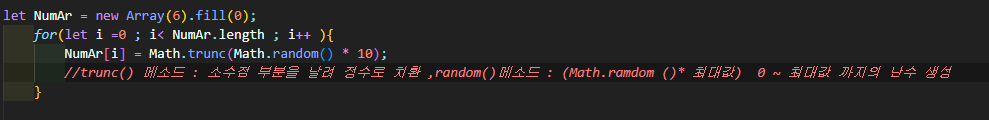 let NumAr = new Array(6).fill(0);
for(let i =0 ; i< NumAr.length ; i++ ){
NumAr[i] = Math.trunc(Math.random() * 10);
//trunc() 메소드 : 소수점 부분을 날려 정수로 치환 ,random()메소드 : (Math.ramdom ()* 최대값)  0 ~ 최대값 까지의 난수 생성
}